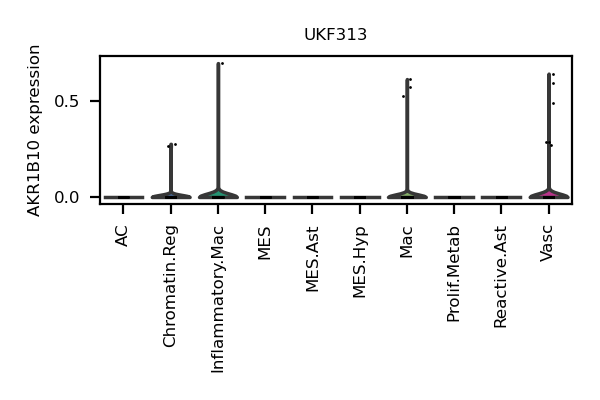 UKF313
AKR1B10 expression
0.5
0.0
AC
Chromatin.Reg
Inflammatory.Mac
MES
MES.Ast
MES.Hyp
Mac
Prolif.Metab
Reactive.Ast
Vasc